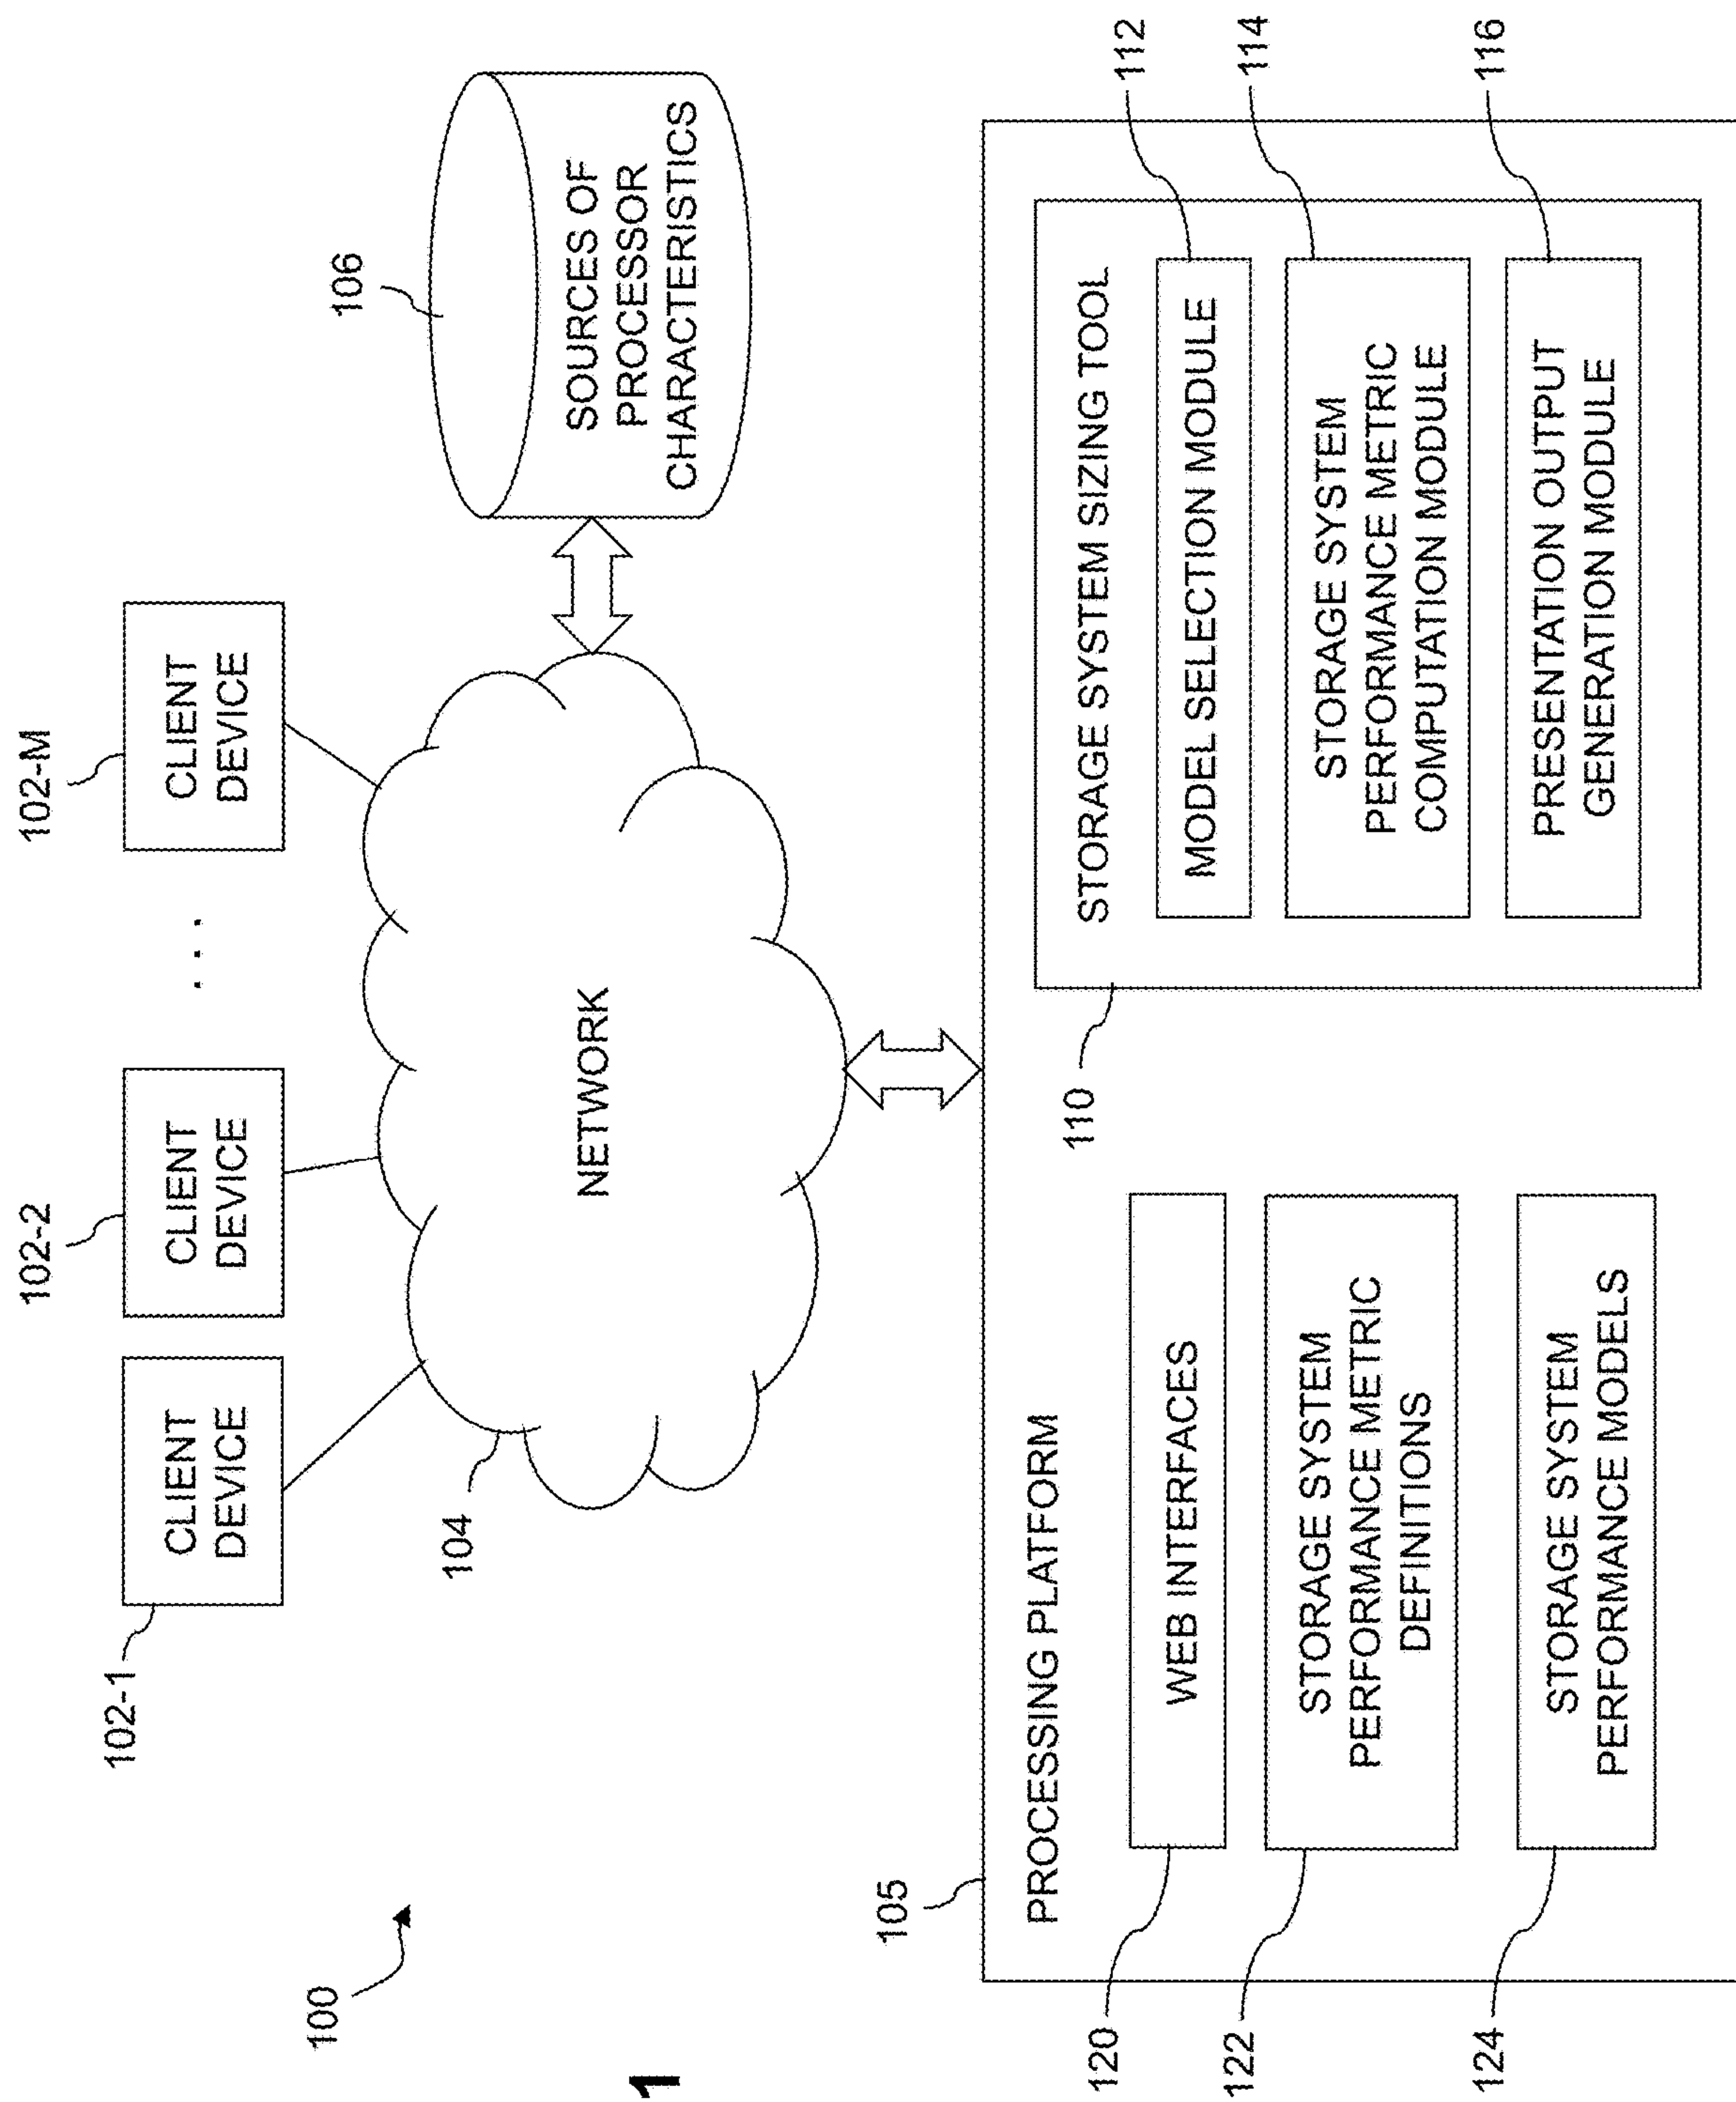 1
100
102-1
102-2
102-M
CLIENT
DEVICE
CLIENT
DEVICE
. . .
CLIENT
DEVICE
104
NETWORK
106
SOURCES OF
PROCESSOR
CHARACTERISTICS
105
PROCESSING PLATFORM
120
WEB INTERFACES
122
STORAGE SYSTEM
PERFORMANCE METRIC
DEFINITIONS
124
STORAGE SYSTEM
PERFORMANCE MODELS
110
STORAGE SYSTEM SIZING TOOL
MODEL SELECTION MODULE
112
STORAGE SYSTEM
PERFORMANCE METRIC
COMPUTATION MODULE
114
PRESENTATION OUTPUT
GENERATION MODULE
116